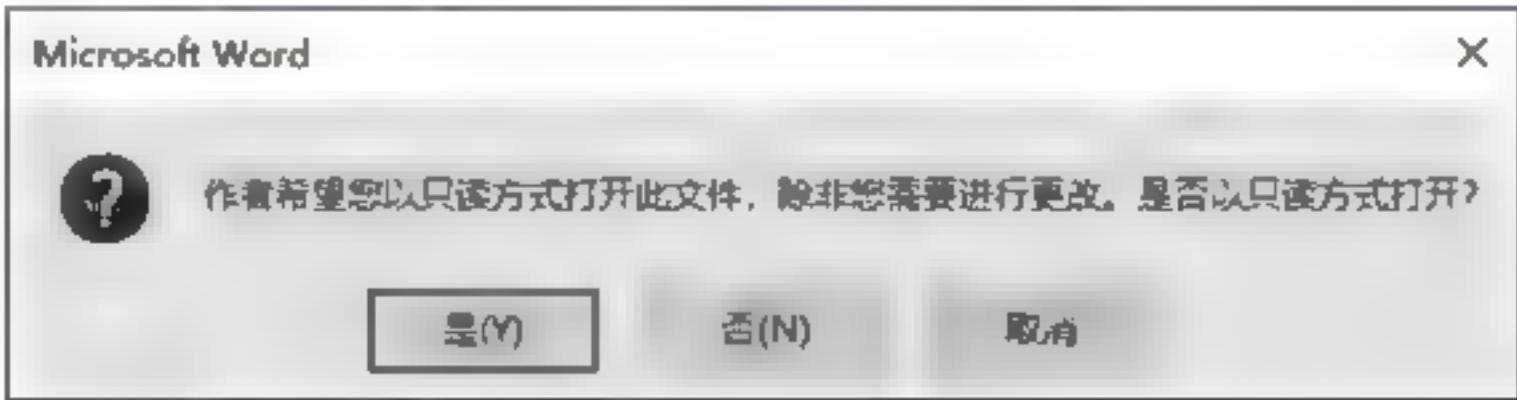 Microsoft Word
作者希望您以只读方式打开此文件，除非您需要进行更改。是否以只读方式打开?
是(Y)
否(N)
取消